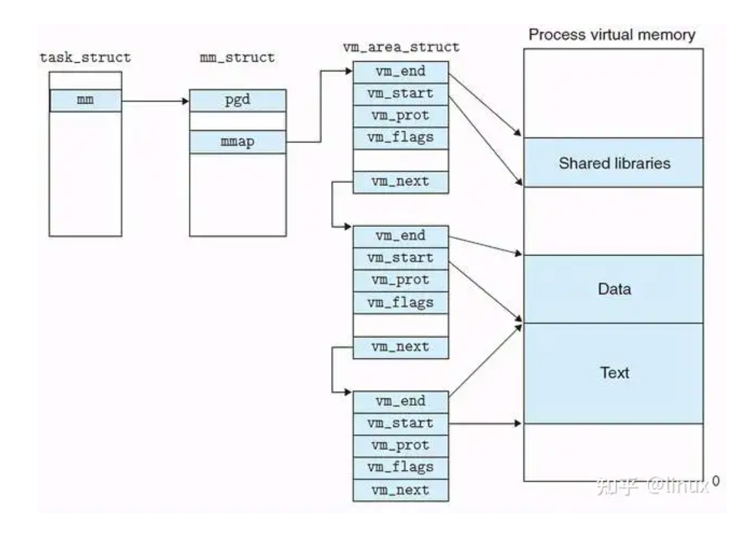 task_struct
mm
mm_struct
pgd
mmap
vm_area_struct
vm_end
vm_start
vm_prot
vm_flags
vm_next
vm_end
vm_start
vm_prot
vm_flags
vm_next
vm_end
vm_start
vm_prot
vm_flags
vm_next
Process virtual memory
Shared libraries
Data
Text
0
知乎 @linux